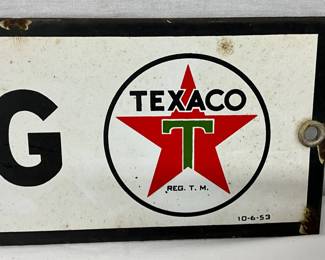 G
TEXACO
T
REG. T. M.
10-6-53